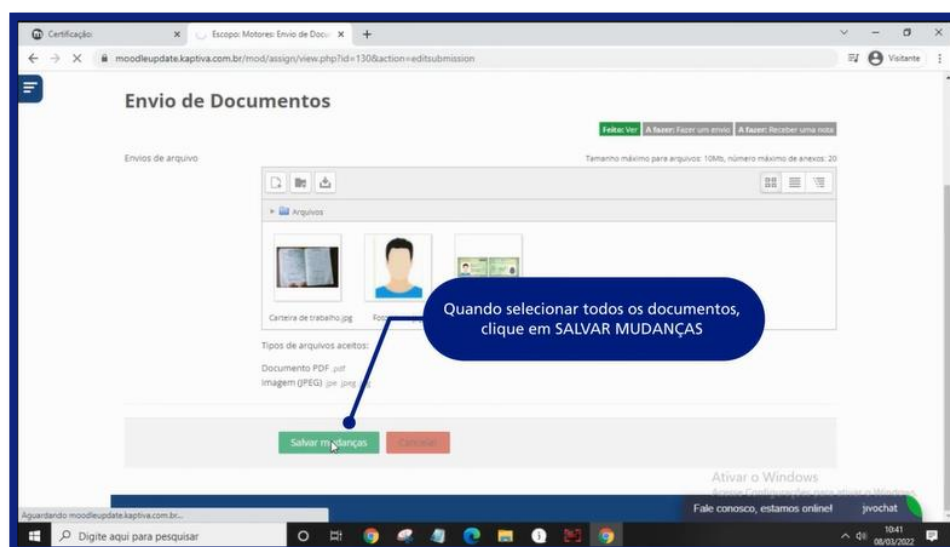 Certificação:
Escopo: Motores: Envio de Docu
moodleupdate.kaptiva.com.br/mod/assign/view.php?id=130&action=editsubmission
Visitante
Envio de Documentos
Feito: Ver A fazer: Fazer um envio A fazer: Receber uma nota
Envios de arquivo
Tamanho máximo para arquivos: 10Mb, número máximo de anexos: 20
Arquivos
Carteira de trabalho.jpg
Quando selecionar todos os documentos,
clique em SALVAR MUDANÇAS
Tipos de arquivos aceitos:
Documento PDF .pdf
Imagem (JPEG) .jpe .jpeg
Salvar mudanças
Cancelar
Ativar o Windows
Fale conosco, estamos online! jivochat
Aguardando moodleupdate.kaptiva.com.br...
Digite aqui para pesquisar
10:41
08/03/2022